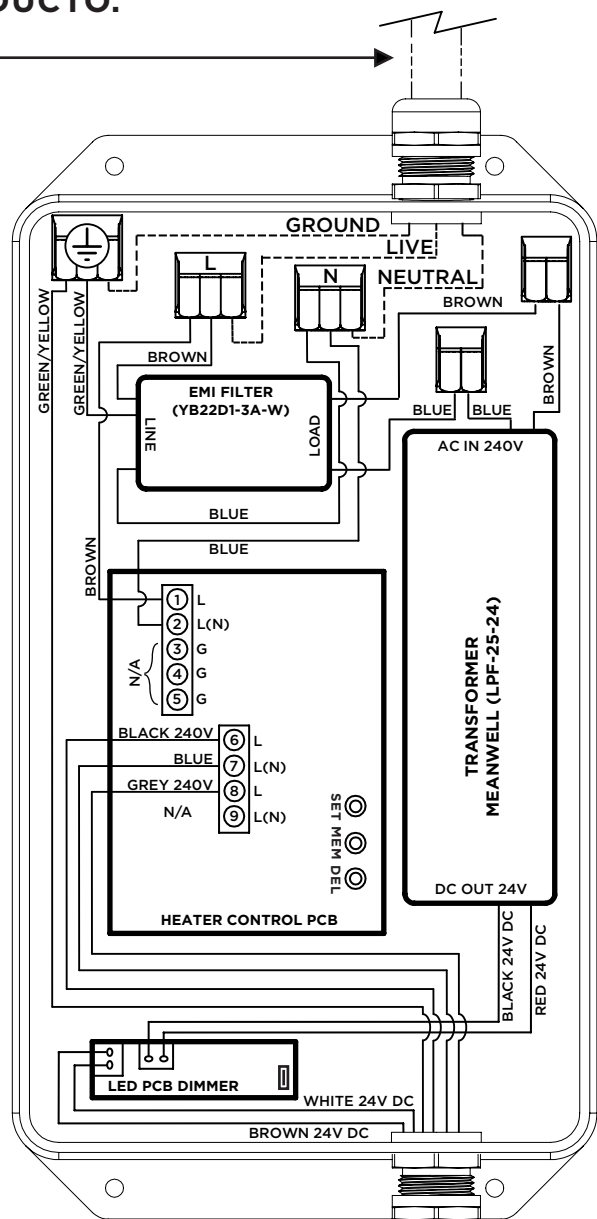 DUCTO.
GROUND
LIVE
L
N
NEUTRAL
BROWN
GREEN/YELLOW
GREEN/YELLOW
BROWN
BROWN
EMI FILTER
(YB22D1-3A-W)
LINE
LOAD
BLUE
BLUE
AC IN 240V
BLUE
BLUE
BROWN
1 L
2 L(N)
3 G
4 G
5 G
N/A
TRANSFORMER
MEANWELL (LPF-25-24)
BLACK 240V 6 L
BLUE 7 L(N)
GREY 240V 8 L
N/A 9 L(N)
SET MEM DEL
HEATER CONTROL PCB
DC OUT 24V
BLACK 24V DC
RED 24V DC
LED PCB DIMMER
WHITE 24V DC
BROWN 24V DC